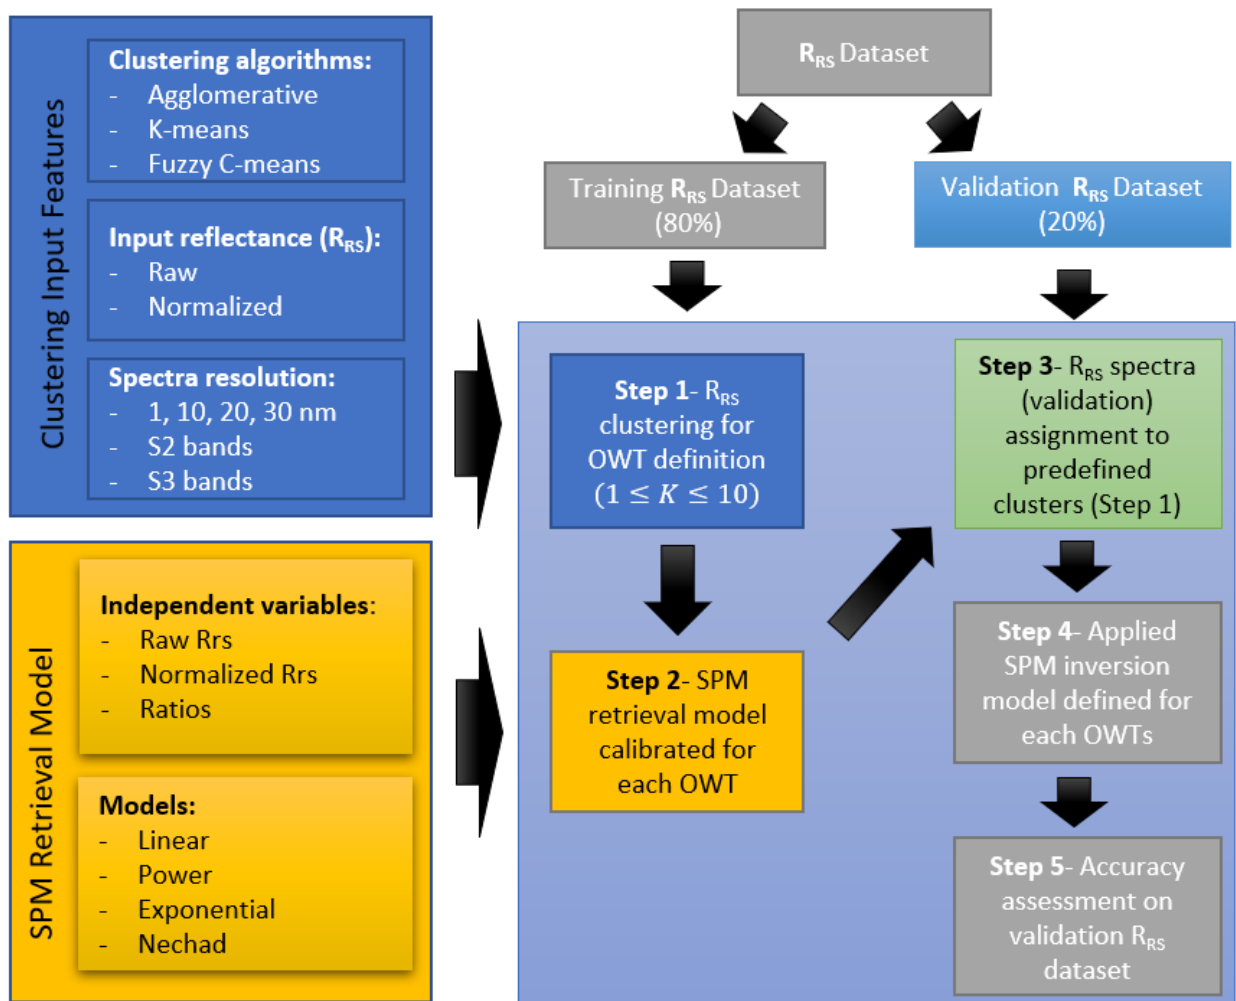 Clustering Input Features
Clustering algorithms:
- Agglomerative
- K-means
- Fuzzy C-means
Input reflectance (RRS):
- Raw
- Normalized
Spectra resolution:
- 1, 10, 20, 30 nm
- S2 bands
- S3 bands
SPM Retrieval Model
Independent variables:
- Raw Rrs
- Normalized Rrs
- Ratios
Models:
- Linear
- Power
- Exponential
- Nechad
RRS Dataset
Training RRS Dataset
(80%)
Validation RRS Dataset
(20%)
Step 1- RRS
clustering for
OWT definition
(1 ≤ K ≤ 10)
Step 2- SPM
retrieval model
calibrated for
each OWT
Step 3- RRS spectra
(validation)
assignment to
predefined
clusters (Step 1)
Step 4- Applied
SPM inversion
model defined for
each OWTs
Step 5- Accuracy
assessment on
validation RRS
dataset